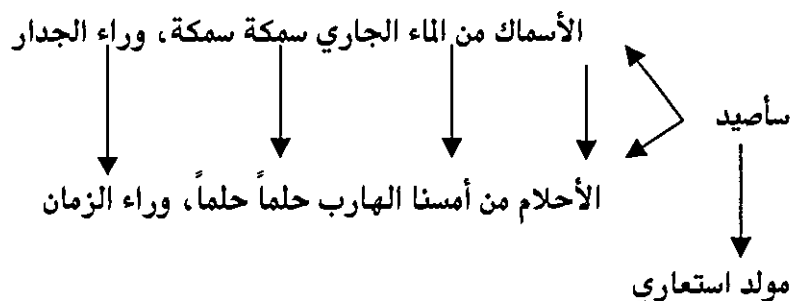 الأسماك من الماء الجاري سمكة سمكة، وراء الجدار
سأصيد
الأحلام من أمسنا الهارب حلماً حلماً، وراء الزمان
مولد استعاري